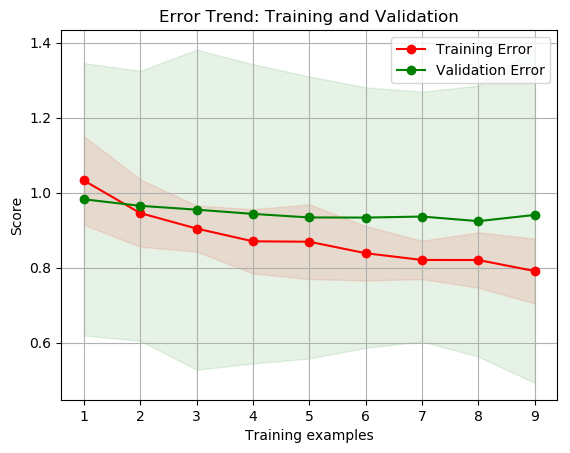 Error Trend: Training and Validation
Training Error
Validation Error
1.4
1.2
1.0
0.8
0.6
Score
1 2 3 4 5 6 7 8 9
Training examples